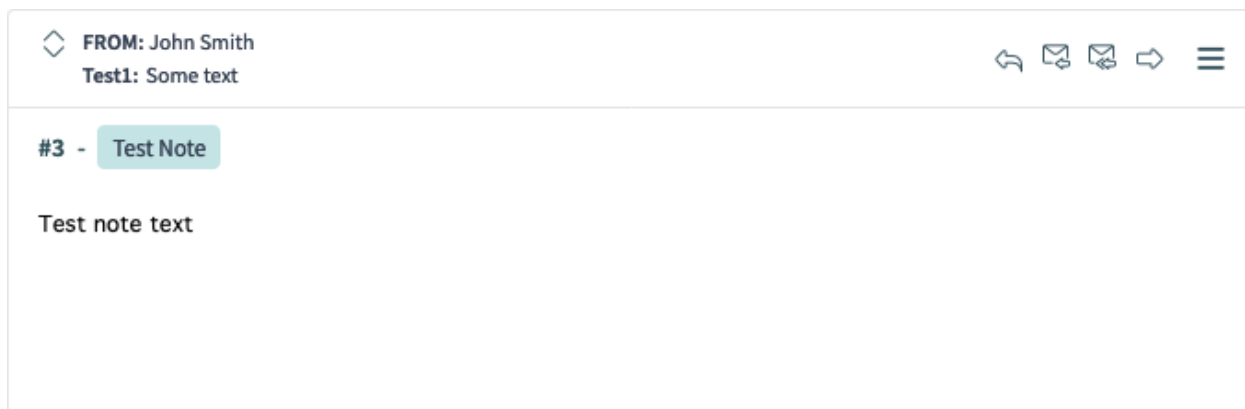 FROM: John Smith
Test1: Some text
#3 - Test Note
Test note text